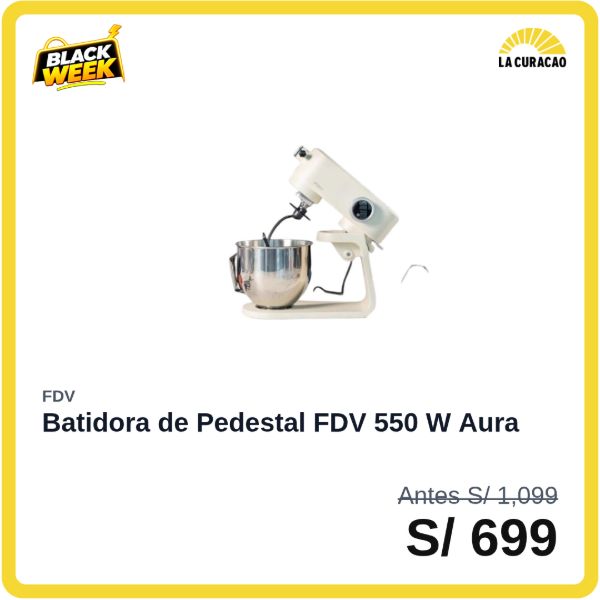 BLACK
WEEK
LA CURACAO
FDV
Batidora de Pedestal FDV 550 W Aura
Antes S/ 1,099
S/ 699